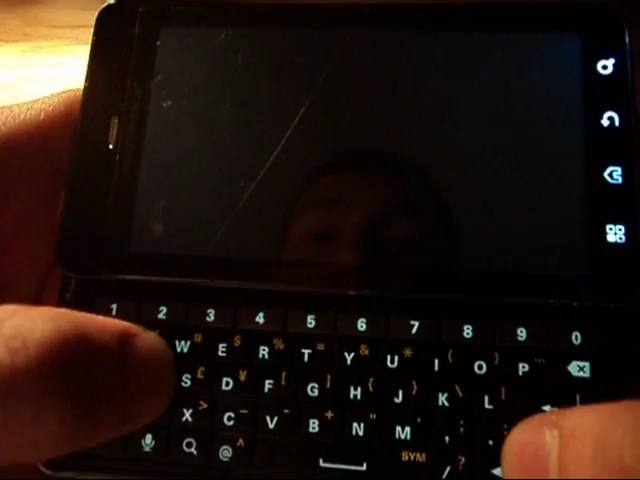 1 2 3 4 5 6 7 8 9 0
W E $ R % T = Y & U * I ( O ) P ...
S £ D ¥ F [ G ] H { J } K \ L |
X > C - V - B + N " M ' , ; .
@ ^ SYM / ?